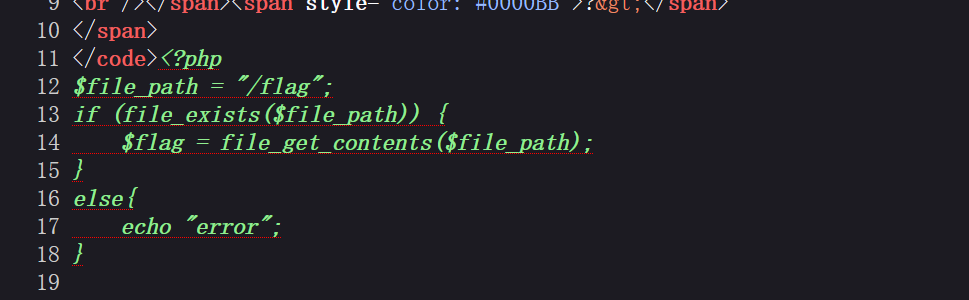 9 <br /></span><span style="color: #0000BB">?&gt;</span>
10 </span>
11 </code><?php
12 $file_path = "/flag";
13 if (file_exists($file_path)) {
14     $flag = file_get_contents($file_path);
15 }
16 else{
17     echo "error";
18 }
19